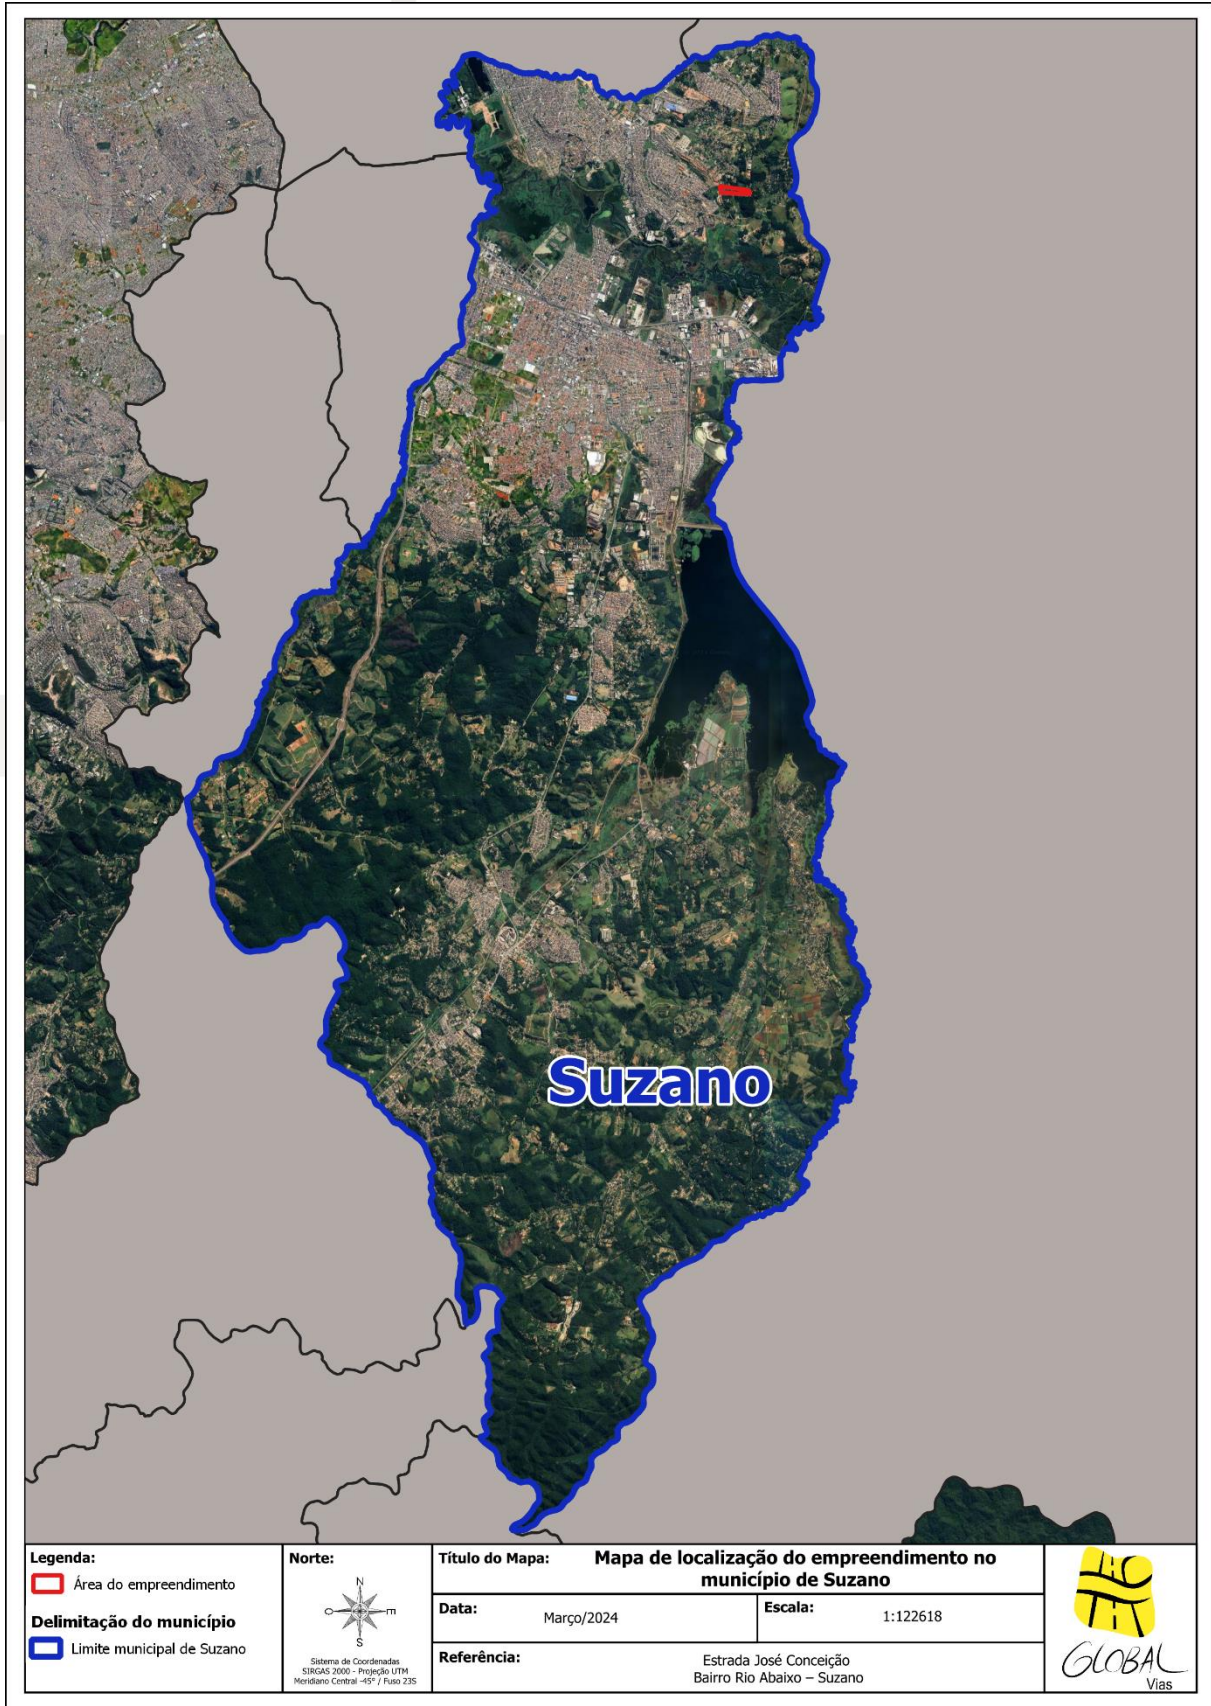 Suzano
Legenda:
Área do empreendimento
Delimitação do município
Limite municipal de Suzano
Norte:
N
O E
S
Sistema de Coordenadas
SIRGAS 2000 - Projeção UTM
Meridiano Central -45° / Fuso 23S
Título do Mapa: Mapa de localização do empreendimento no
município de Suzano
Data: Março/2024
Escala: 1:122618
Referência: Estrada José Conceição
Bairro Rio Abaixo – Suzano
GLOBAL
Vias